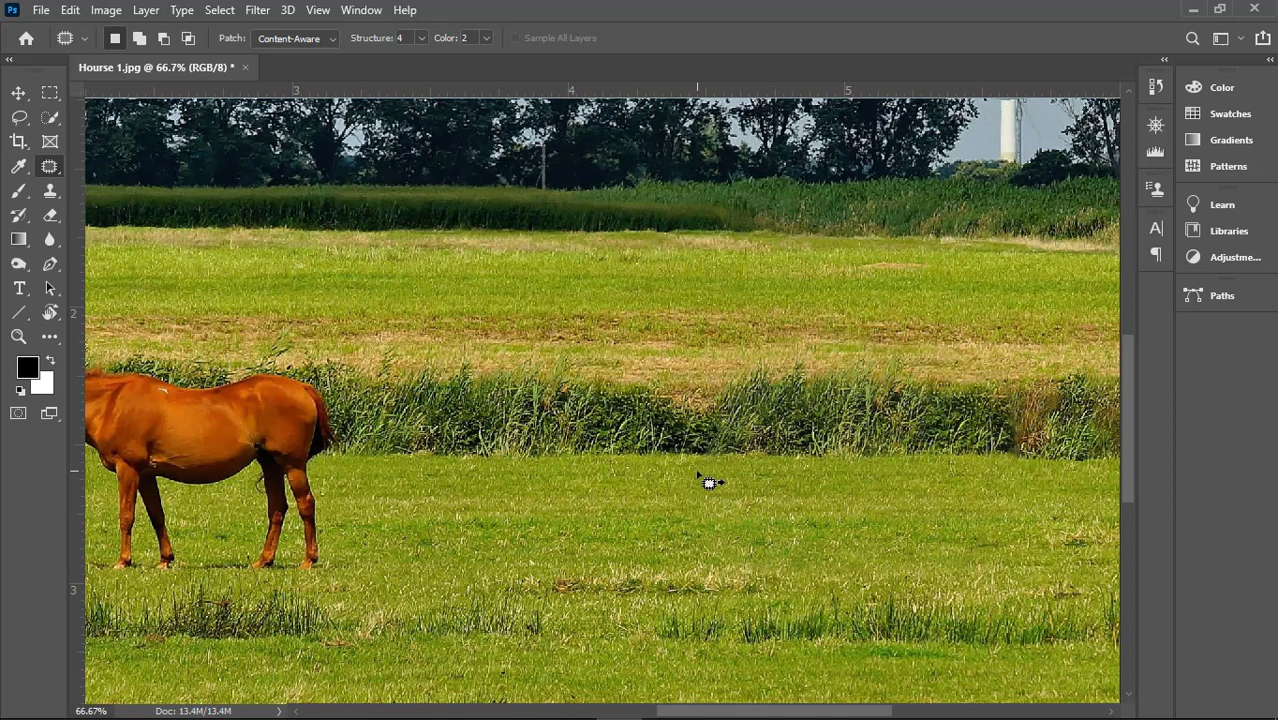 Ps File Edit Image Layer Type Select Filter 3D View Window Help
Patch: Content-Aware Structure: 4 Color: 2 Sample All Layers
Hourse 1.jpg @ 66.7% (RGB/8) * ×
3 4 5
2
3
Color
Swatches
Gradients
Patterns
Learn
Libraries
Adjustme...
Paths
66.67% Doc: 13.4M/13.4M